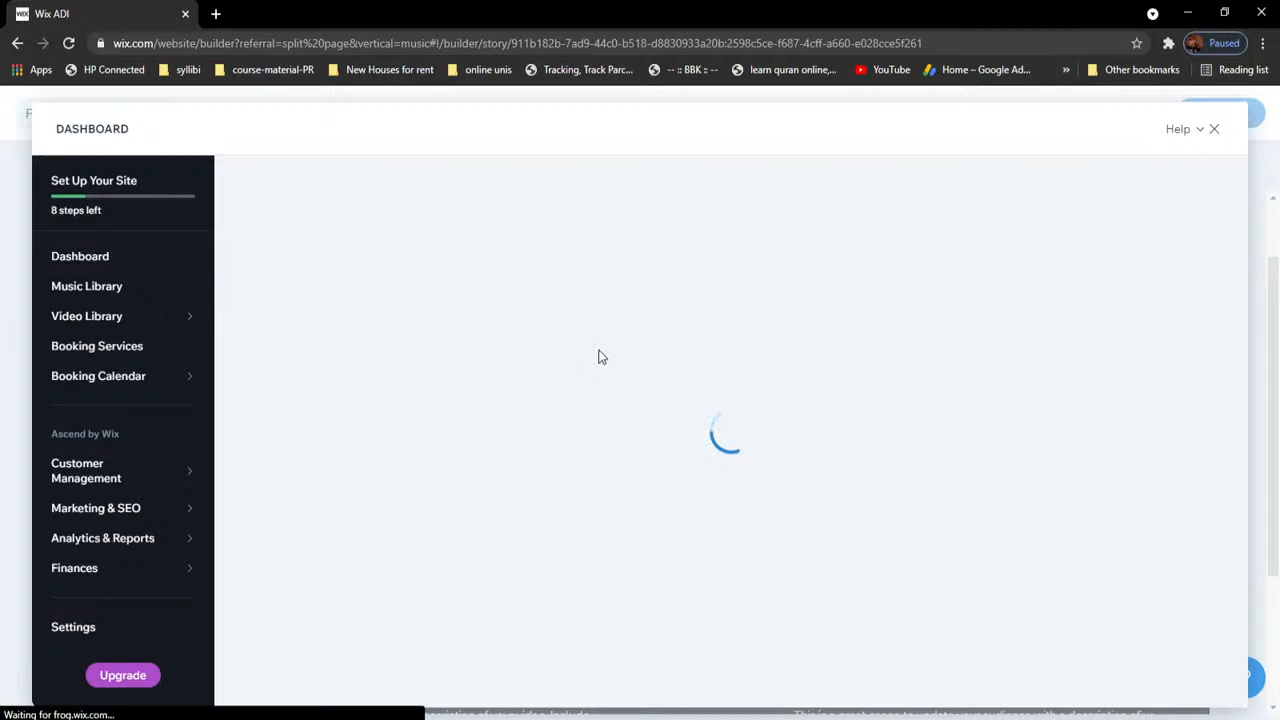 WiX Wix ADI
wix.com/website/builder?referral=split%20page&vertical=music#!/builder/story/911b182b-7ad9-44c0-b518-d8830933a20b:2598c5ce-f687-4cff-a660-e028cce5f261
Paused
Apps HP Connected syllibi course-material-PR New Houses for rent online unis Tracking, Track Parc... -- :: BBK :: -- learn quran online,... YouTube Home – Google Ad... » Other bookmarks Reading list
DASHBOARD
Help
Set Up Your Site
8 steps left
Dashboard
Music Library
Video Library
Booking Services
Booking Calendar
Ascend by Wix
Customer
Management
Marketing & SEO
Analytics & Reports
Finances
Settings
Upgrade
Waiting for frog.wix.com...